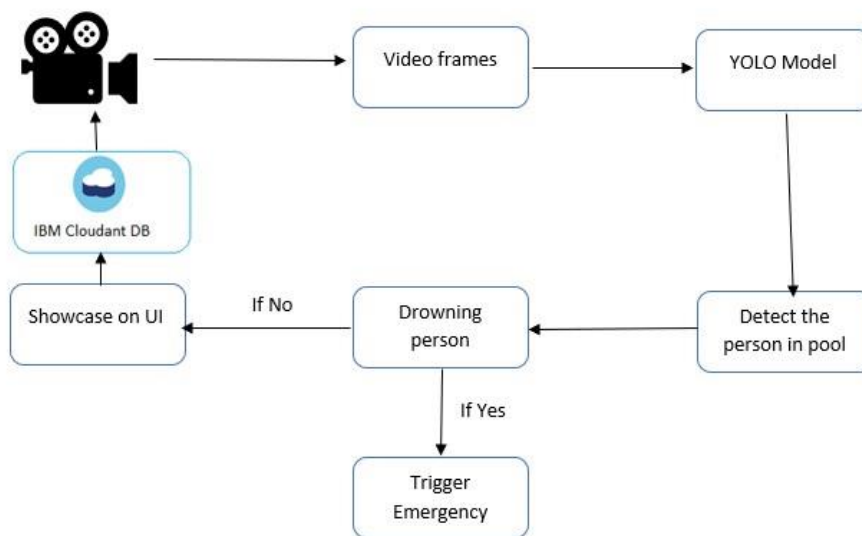 Video frames
YOLO Model
IBM Cloudant DB
Showcase on UI
If No
Drowning
person
Detect the
person in pool
If Yes
Trigger
Emergency